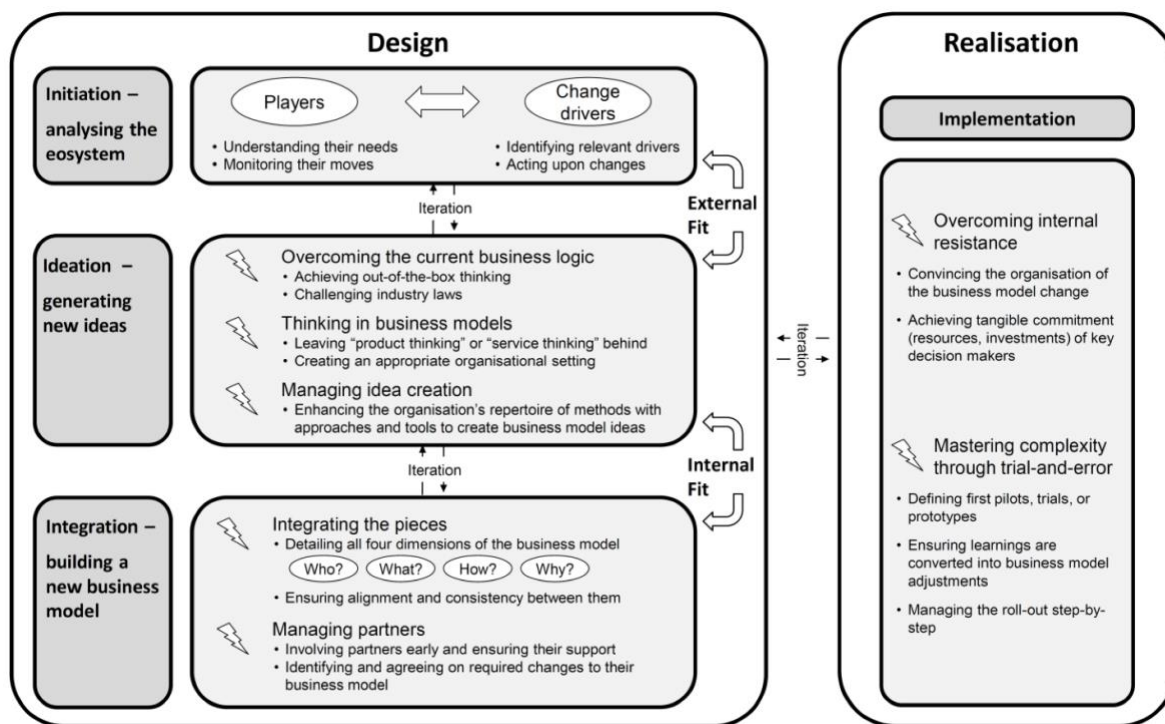 Design
Initiation –
analysing the
eosystem
Players
Change
drivers
• Understanding their needs
• Monitoring their moves
• Identifying relevant drivers
• Acting upon changes
Iteration
External
Fit
Ideation –
generating
new ideas
Overcoming the current business logic
• Achieving out-of-the-box thinking
• Challenging industry laws
Thinking in business models
• Leaving “product thinking” or “service thinking” behind
• Creating an appropriate organisational setting
Managing idea creation
• Enhancing the organisation’s repertoire of methods with
approaches and tools to create business model ideas
Iteration
Internal
Fit
Integration –
building a
new business
model
Integrating the pieces
• Detailing all four dimensions of the business model
Who? What? How? Why?
• Ensuring alignment and consistency between them
Managing partners
• Involving partners early and ensuring their support
• Identifying and agreeing on required changes to their
business model
Iteration
Realisation
Implementation
Overcoming internal
resistance
• Convincing the organisation of
the business model change
• Achieving tangible commitment
(resources, investments) of key
decision makers
Mastering complexity
through trial-and-error
• Defining first pilots, trials, or
prototypes
• Ensuring learnings are
converted into business model
adjustments
• Managing the roll-out step-by-
step